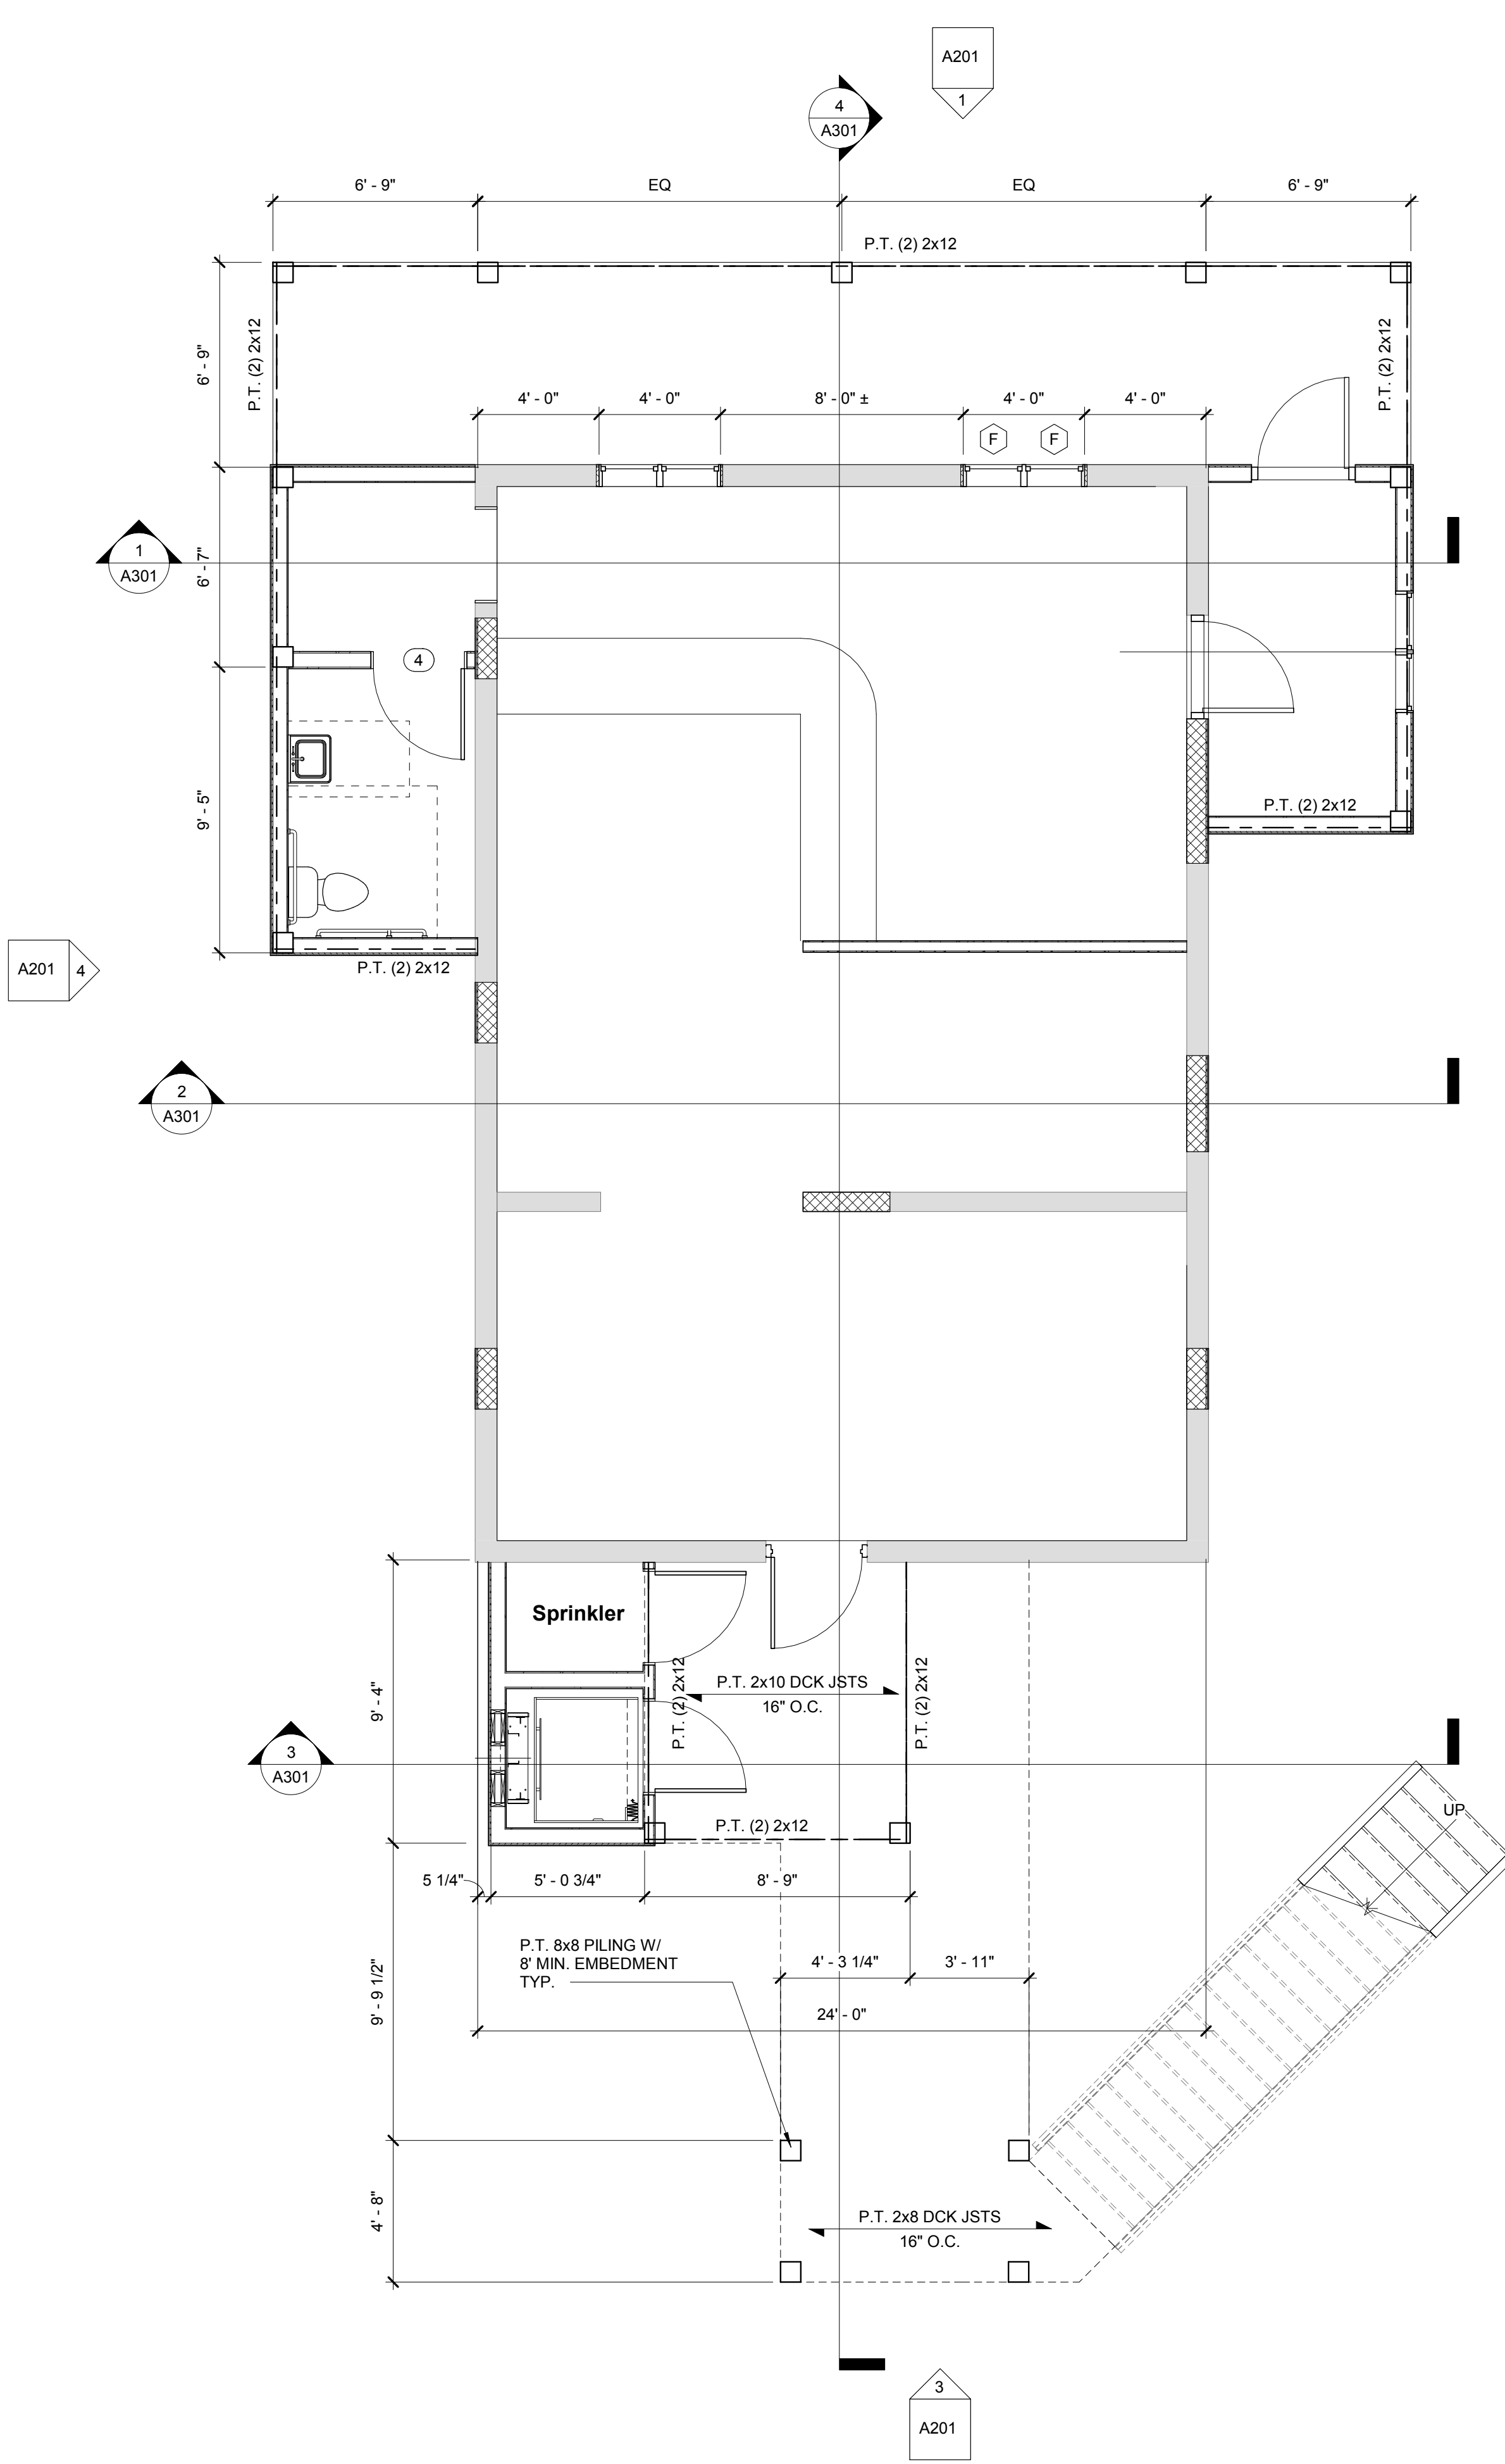 A201
1
4
A301
6' - 9"
EQ
EQ
6' - 9"
P.T. (2) 2x12
6' - 9"
P.T. (2) 2x12
P.T. (2) 2x12
4' - 0"
4' - 0"
8' - 0" ±
4' - 0"
4' - 0"
F
F
1
A301
6' - 7"
4
9' - 5"
P.T. (2) 2x12
P.T. (2) 2x12
A201
4
2
A301
Sprinkler
P.T. (2) 2x12
P.T. 2x10 DCK JSTS
16" O.C.
P.T. (2) 2x12
9' - 4"
3
A301
UP
P.T. (2) 2x12
5 1/4"
5' - 0 3/4"
8' - 9"
P.T. 8x8 PILING W/
8' MIN. EMBEDMENT
TYP.
4' - 3 1/4"
3' - 11"
9' - 9 1/2"
24' - 0"
4' - 8"
P.T. 2x8 DCK JSTS
16" O.C.
3
A201